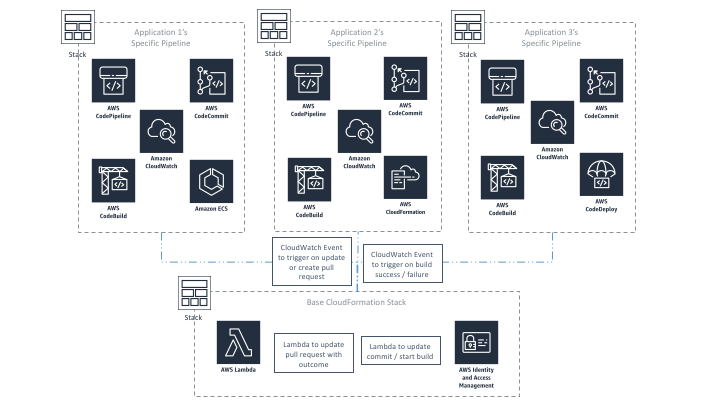 Application 1's
Specific Pipeline
Stack
AWS
CodePipeline
AWS
CodeCommit
Amazon
CloudWatch
AWS
CodeBuild
Amazon ECS
Application 2's
Specific Pipeline
Stack
AWS
CodePipeline
AWS
CodeCommit
Amazon
CloudWatch
AWS
CodeBuild
AWS
CloudFormation
Application 3's
Specific Pipeline
Stack
AWS
CodePipeline
AWS
CodeCommit
Amazon
CloudWatch
AWS
CodeBuild
AWS
CodeDeploy
CloudWatch Event
to trigger on update
or create pull
request
CloudWatch Event
to trigger on build
success / failure
Stack
Base CloudFormation Stack
AWS Lambda
Lambda to update
pull request with
outcome
Lambda to update
commit / start build
AWS Identity
and Access
Management